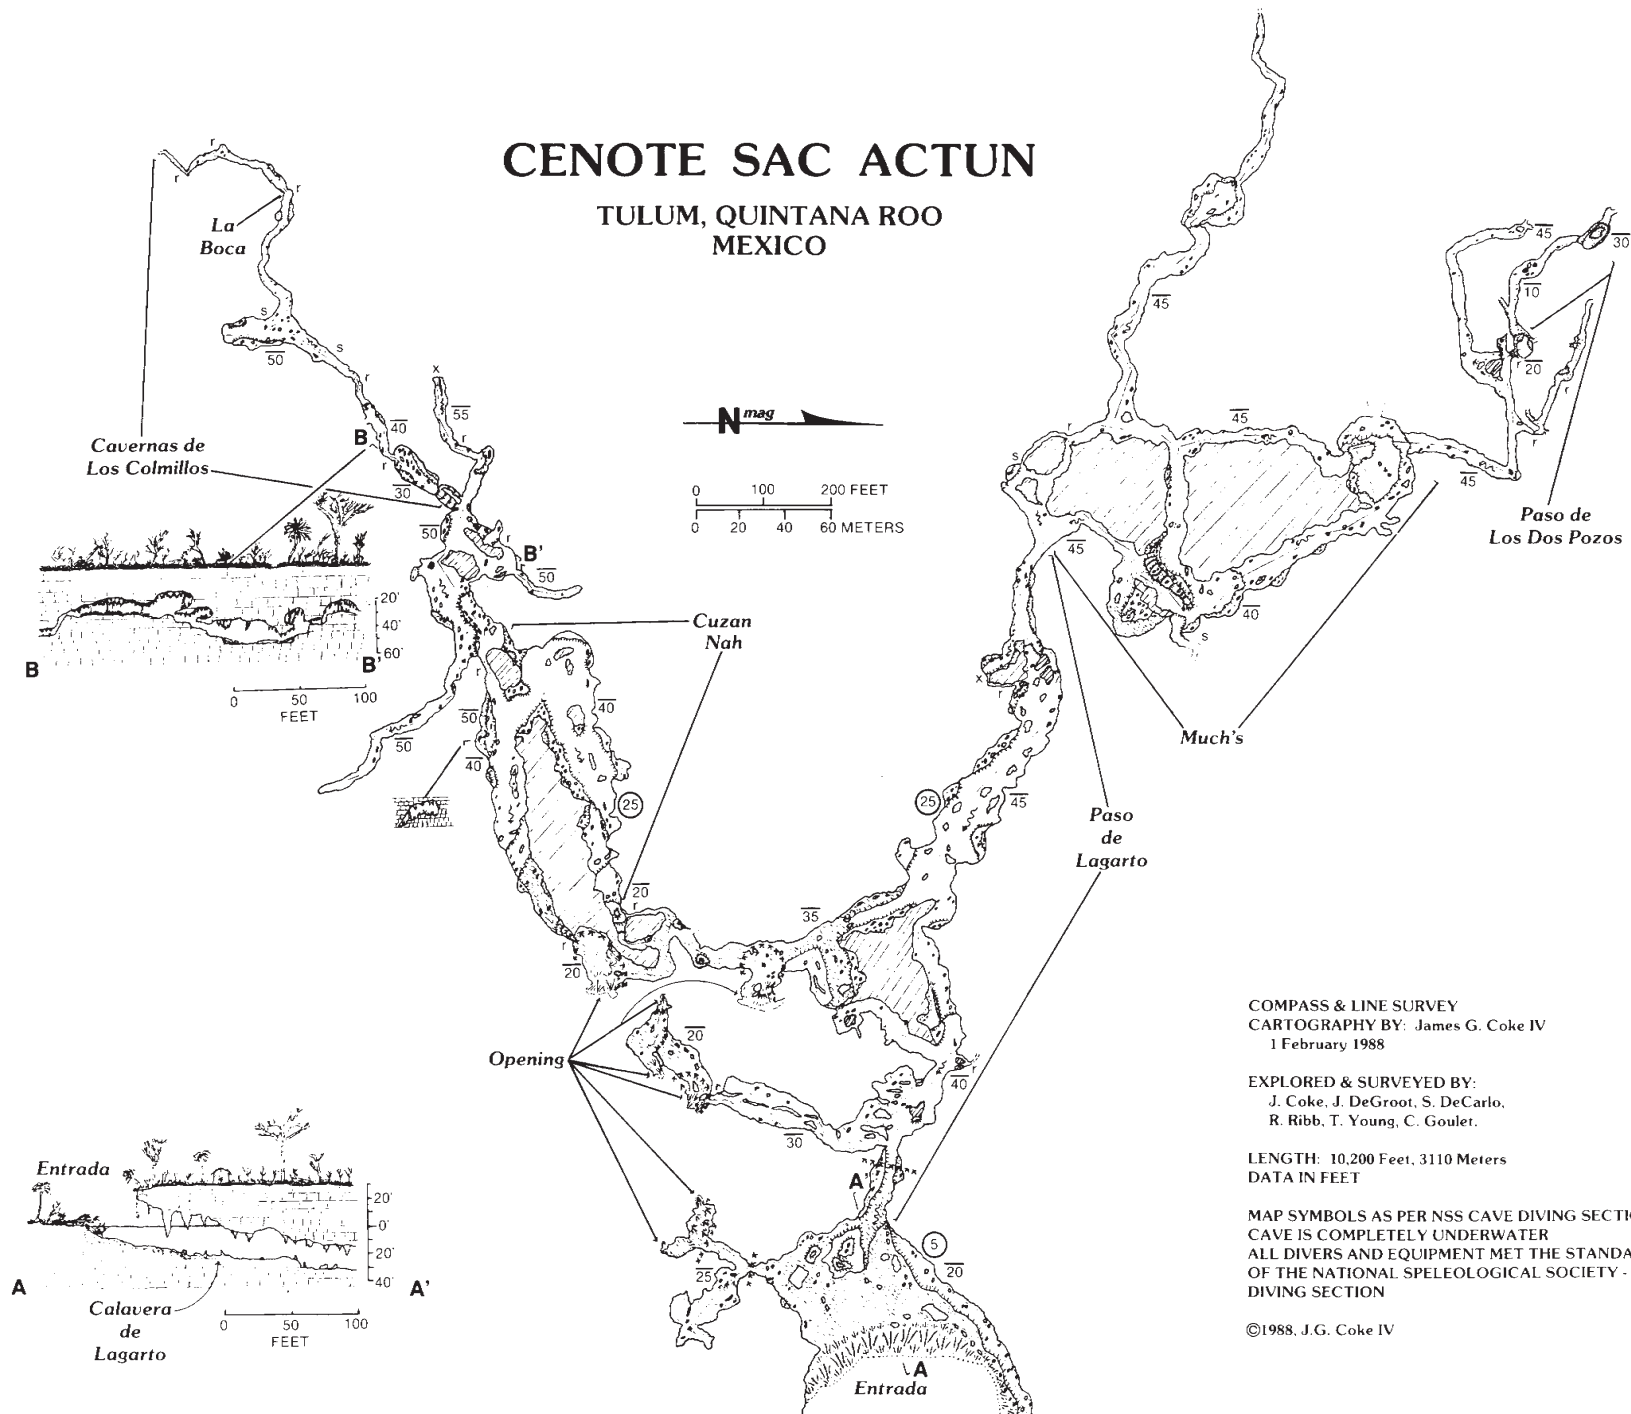 CENOTE SAC ACTUN
TULUM, QUINTANA ROO
MEXICO
r
r
r
La
Boca
s
50
s
r
40
B
r
30
x
55
r
Cavernas de
Los Colmillos
50
r
B'
r
50
20'
40'
60'
B
B'
0 50 100
FEET
N mag
0 100 200 FEET
0 20 40 60 METERS
Cuzan
Nah
r
50
50
r
40
40
25
20
r
r
20
35
45
45
45
30
10
20
r
r
r
r
45
45
s
r
45
40
s
Paso de
Los Dos Pozos
x
r
Much's
25
45
Paso
de
Lagarto
Opening
20
30
40
r
A'
5
20
25
A
Entrada
Entrada
20'
0'
20'
40'
A
A'
Calavera
de
Lagarto
0 50 100
FEET
COMPASS & LINE SURVEY
CARTOGRAPHY BY: James G. Coke IV
1 February 1988
EXPLORED & SURVEYED BY:
J. Coke, J. DeGroot, S. DeCarlo,
R. Ribb, T. Young, C. Goulet.
LENGTH: 10,200 Feet, 3110 Meters
DATA IN FEET
MAP SYMBOLS AS PER NSS CAVE DIVING SECTI
CAVE IS COMPLETELY UNDERWATER
ALL DIVERS AND EQUIPMENT MET THE STANDA
OF THE NATIONAL SPELEOLOGICAL SOCIETY -
DIVING SECTION
©1988, J.G. Coke IV